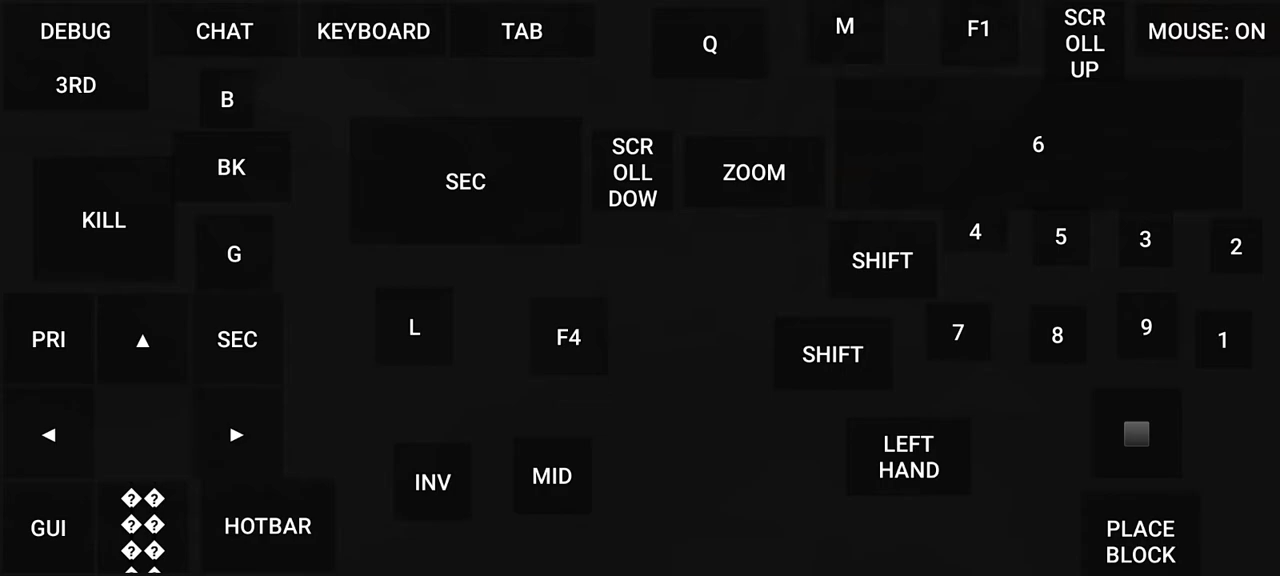 DEBUG
CHAT
KEYBOARD
TAB
Q
M
F1
SCR
OLL
UP
MOUSE: ON
3RD
B
BK
SEC
SCR
OLL
DOW
ZOOM
6
KILL
G
SHIFT
4
5
3
2
PRI
▲
SEC
L
F4
SHIFT
7
8
9
1
◀
▶
INV
MID
LEFT
HAND
GUI
��
��
��
HOTBAR
PLACE
BLOCK